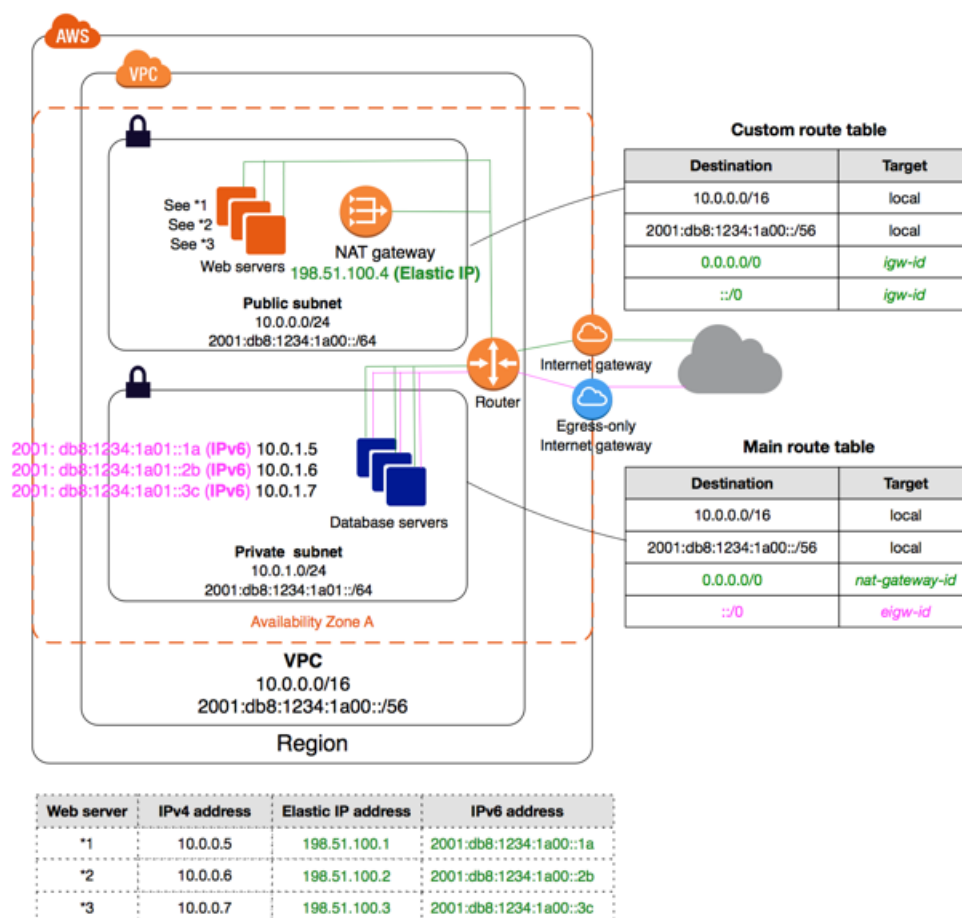 AWS
VPC
See *1
See *2
See *3
Web servers
NAT gateway
198.51.100.4 (Elastic IP)
Public subnet
10.0.0.0/24
2001:db8:1234:1a00::/64
Router
Internet gateway
Egress-only
Internet gateway
2001: db8:1234:1a01::1a (IPv6) 10.0.1.5
2001: db8:1234:1a01::2b (IPv6) 10.0.1.6
2001: db8:1234:1a01::3c (IPv6) 10.0.1.7
Database servers
Private subnet
10.0.1.0/24
2001:db8:1234:1a01::/64
Availability Zone A
VPC
10.0.0.0/16
2001:db8:1234:1a00::/56
Region
Custom route table
Destination Target
10.0.0.0/16 local
2001:db8:1234:1a00::/56 local
0.0.0.0/0 igw-id
::/0 igw-id
Main route table
Destination Target
10.0.0.0/16 local
2001:db8:1234:1a00::/56 local
0.0.0.0/0 nat-gateway-id
::/0 eigw-id
Web server IPv4 address Elastic IP address IPv6 address
*1 10.0.0.5 198.51.100.1 2001:db8:1234:1a00::1a
*2 10.0.0.6 198.51.100.2 2001:db8:1234:1a00::2b
*3 10.0.0.7 198.51.100.3 2001:db8:1234:1a00::3c